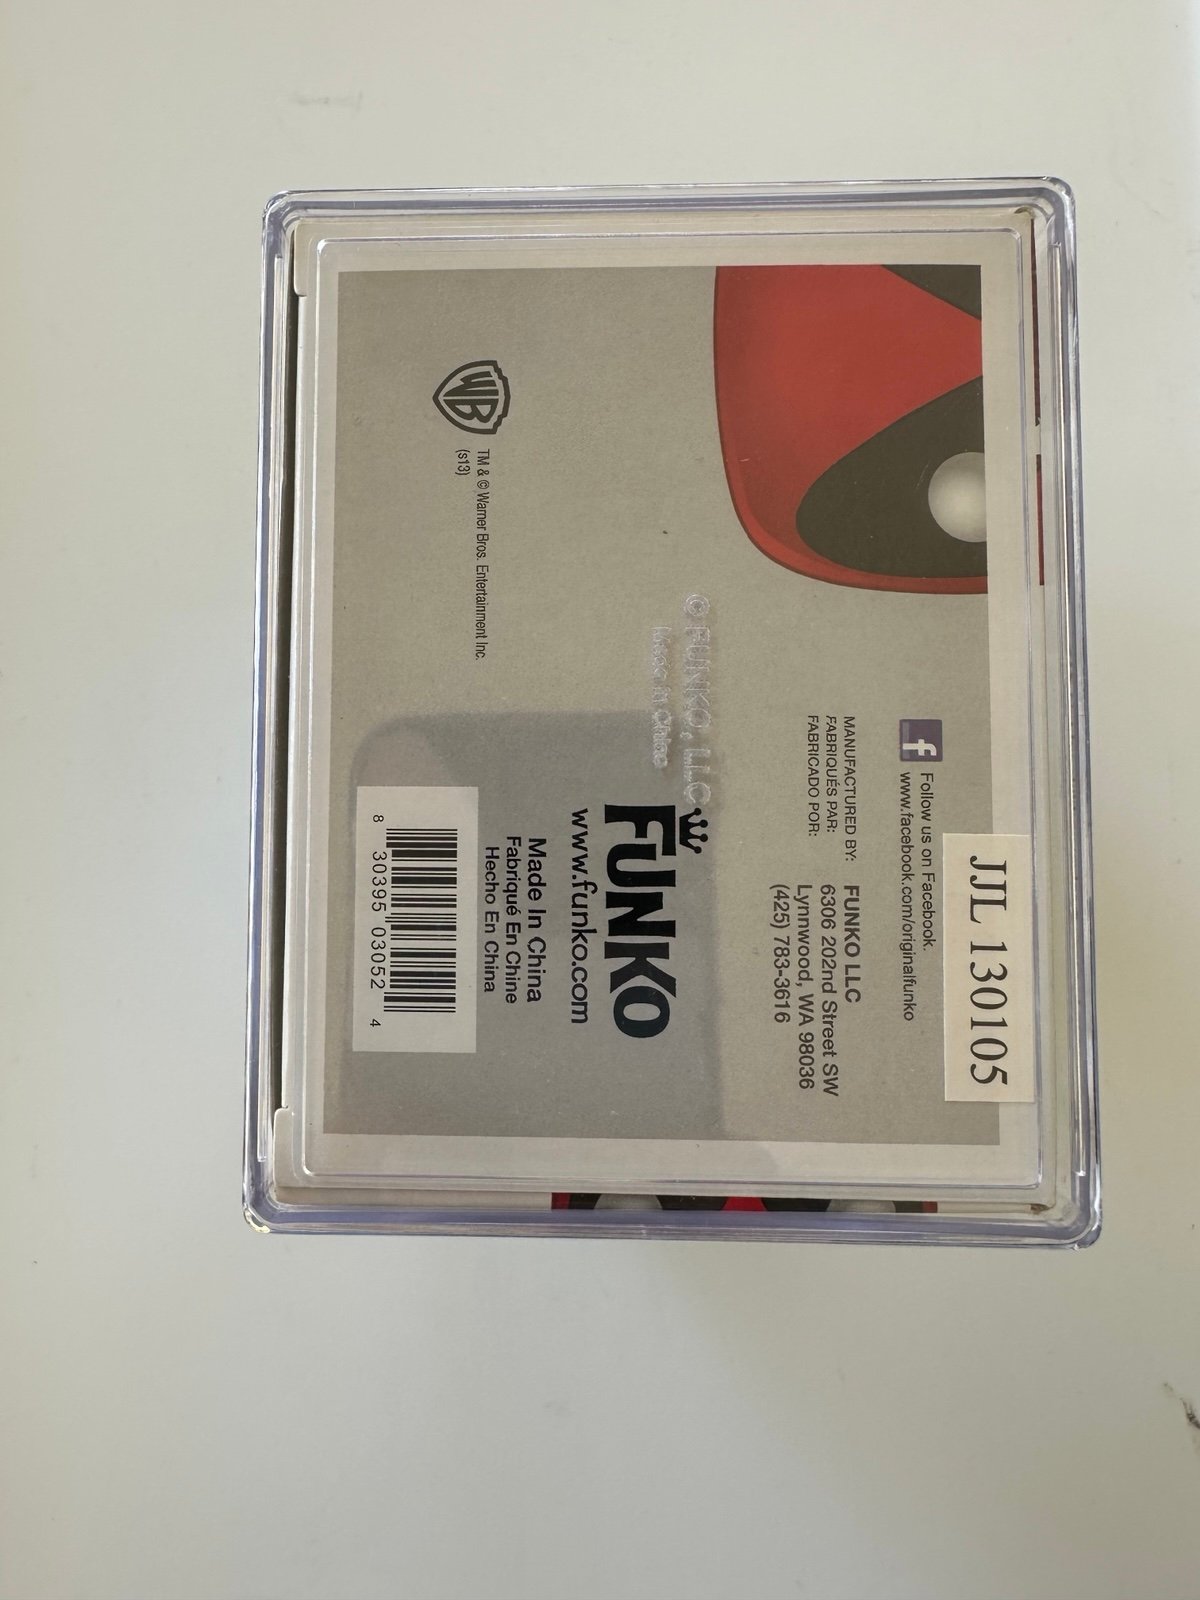 Follow us on Facebook.
www.facebook.com/originalfunko
JJL 130105
MANUFACTURED BY:
FABRIQUÉS PAR:
FABRICADO POR:
FUNKO LLC
6306 202nd Street SW
Lynnwood, WA 98036
(425) 783-3616
© FUNKO, LLC
Made in China
FUNKO
www.funko.com
Made In China
Fabriqué En Chine
Hecho En China
8 30395 03052 4
WB
TM & © Warner Bros. Entertainment Inc.
(s13)